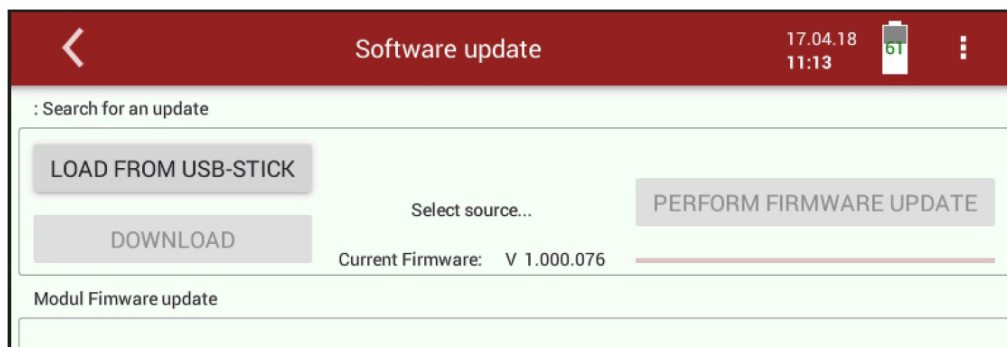 Software update
17.04.18
11:13
61
: Search for an update
LOAD FROM USB-STICK
DOWNLOAD
Select source...
Current Firmware: V 1.000.076
PERFORM FIRMWARE UPDATE
Modul Fimware update